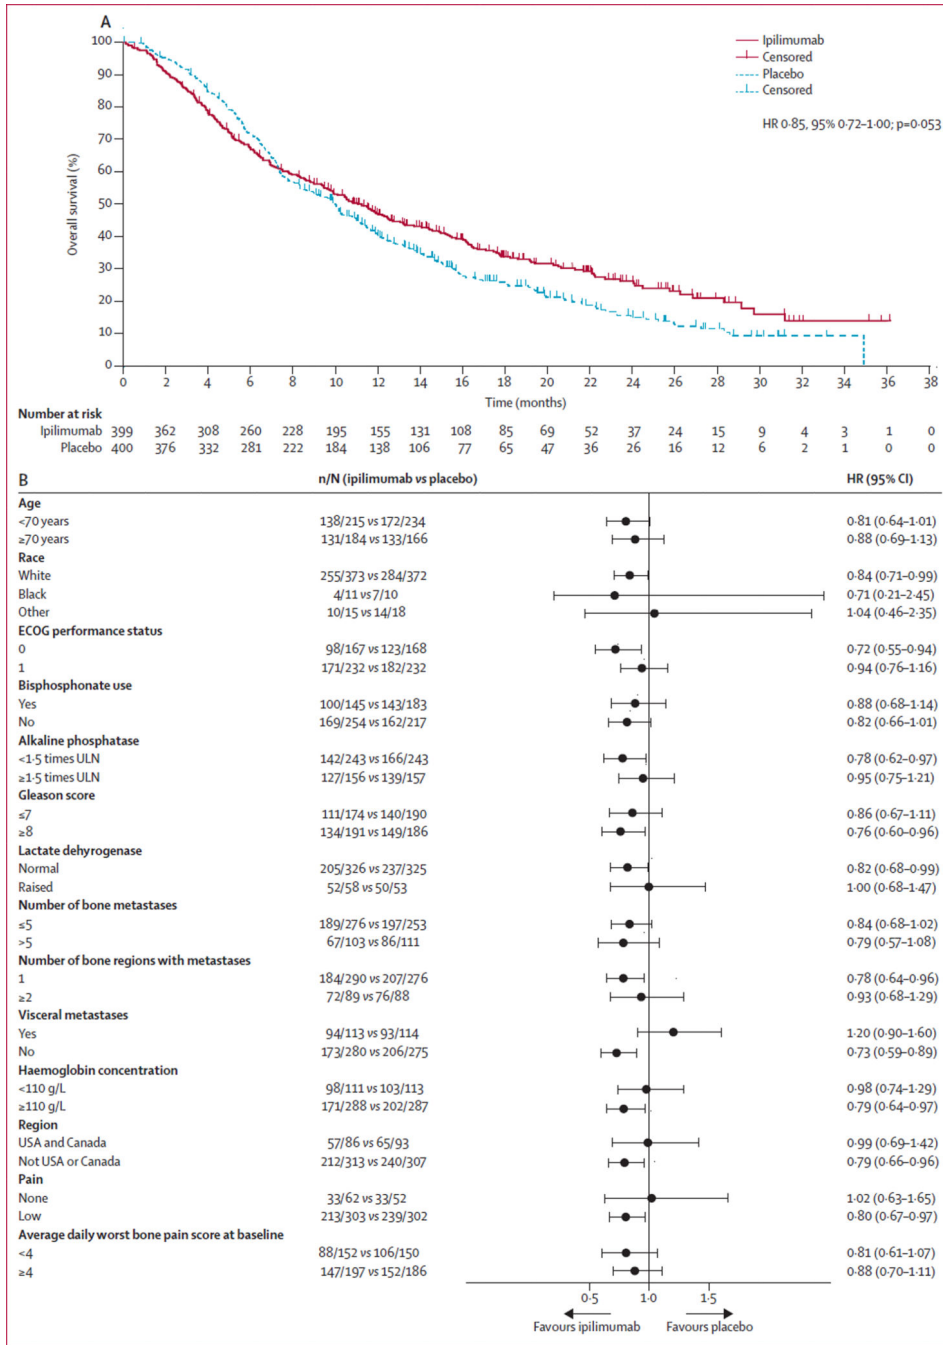 A
100
90
80
70
60
50
40
30
20
10
0
Overall survival (%)
Ipilimumab
Censored
Placebo
Censored
HR 0·85, 95% 0·72–1·00; p=0·053
0 2 4 6 8 10 12 14 16 18 20 22 24 26 28 30 32 34 36 38
Time (months)
Number at risk
Ipilimumab 399 362 308 260 228 195 155 131 108 85 69 52 37 24 15 9 4 3 1 0
Placebo 400 376 332 281 222 184 138 106 77 65 47 36 26 16 12 6 2 1 0 0
B n/N (ipilimumab vs placebo) HR (95% CI)
Age
<70 years 138/215 vs 172/234 0·81 (0·64–1·01)
≥70 years 131/184 vs 133/166 0·88 (0·69–1·13)
Race
White 255/373 vs 284/372 0·84 (0·71–0·99)
Black 4/11 vs 7/10 0·71 (0·21–2·45)
Other 10/15 vs 14/18 1·04 (0·46–2·35)
ECOG performance status
0 98/167 vs 123/168 0·72 (0·55–0·94)
1 171/232 vs 182/232 0·94 (0·76–1·16)
Bisphosphonate use
Yes 100/145 vs 143/183 0·88 (0·68–1·14)
No 169/254 vs 162/217 0·82 (0·66–1·01)
Alkaline phosphatase
<1·5 times ULN 142/243 vs 166/243 0·78 (0·62–0·97)
≥1·5 times ULN 127/156 vs 139/157 0·95 (0·75–1·21)
Gleason score
≤7 111/174 vs 140/190 0·86 (0·67–1·11)
≥8 134/191 vs 149/186 0·76 (0·60–0·96)
Lactate dehyrogenase
Normal 205/326 vs 237/325 0·82 (0·68–0·99)
Raised 52/58 vs 50/53 1·00 (0·68–1·47)
Number of bone metastases
≤5 189/276 vs 197/253 0·84 (0·68–1·02)
>5 67/103 vs 86/111 0·79 (0·57–1·08)
Number of bone regions with metastases
1 184/290 vs 207/276 0·78 (0·64–0·96)
≥2 72/89 vs 76/88 0·93 (0·68–1·29)
Visceral metastases
Yes 94/113 vs 93/114 1·20 (0·90–1·60)
No 173/280 vs 206/275 0·73 (0·59–0·89)
Haemoglobin concentration
<110 g/L 98/111 vs 103/113 0·98 (0·74–1·29)
≥110 g/L 171/288 vs 202/287 0·79 (0·64–0·97)
Region
USA and Canada 57/86 vs 65/93 0·99 (0·69–1·42)
Not USA or Canada 212/313 vs 240/307 0·79 (0·66–0·96)
Pain
None 33/62 vs 33/52 1·02 (0·63–1·65)
Low 213/303 vs 239/302 0·80 (0·67–0·97)
Average daily worst bone pain score at baseline
<4 88/152 vs 106/150 0·81 (0·61–1·07)
≥4 147/197 vs 152/186 0·88 (0·70–1·11)
0·5 1·0 1·5
Favours ipilimumab Favours placebo